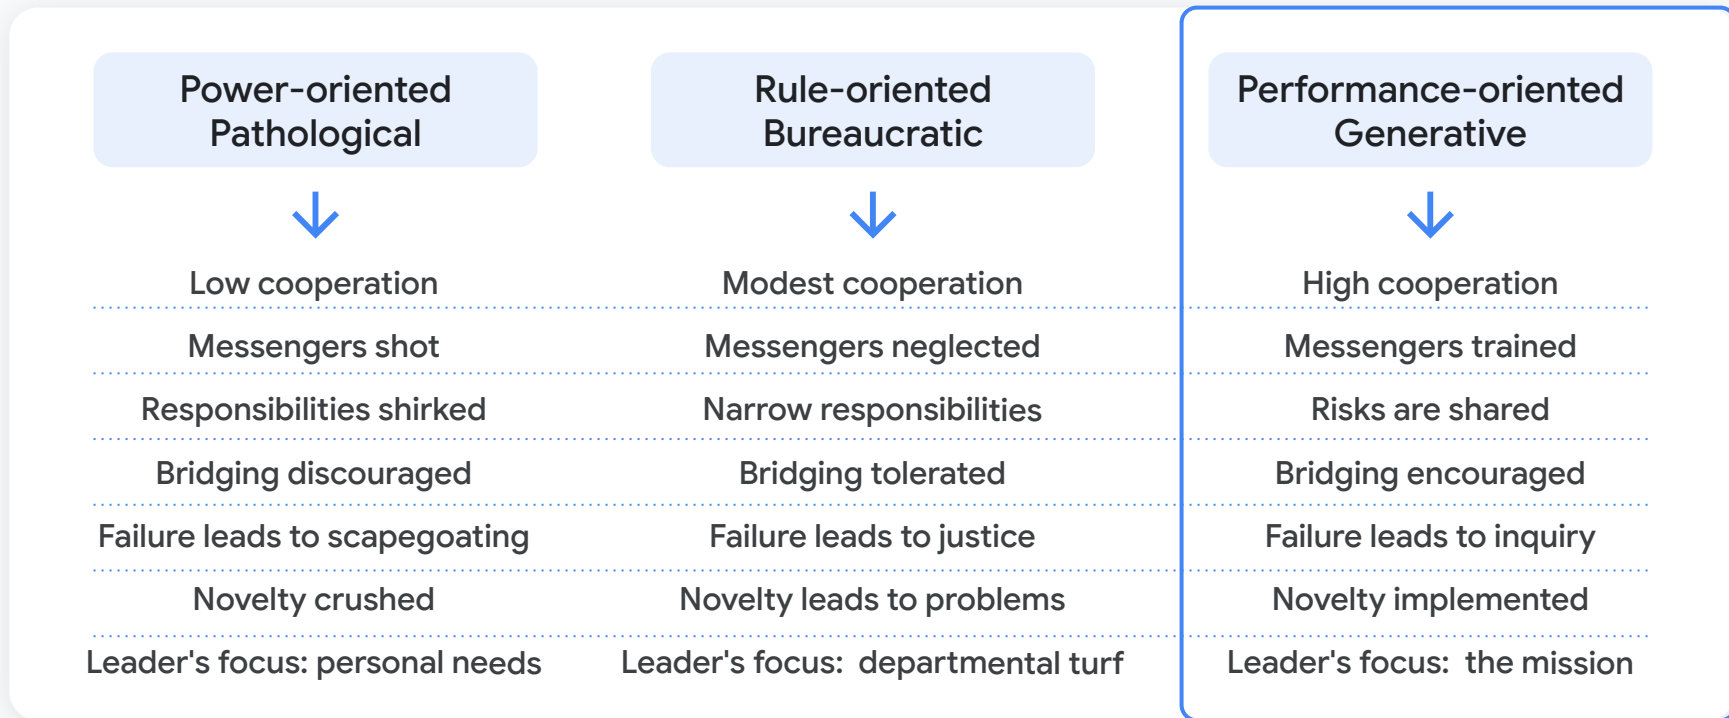 Power-oriented
Pathological
Rule-oriented
Bureaucratic
Performance-oriented
Generative
Low cooperation
Modest cooperation
High cooperation
Messengers shot
Messengers neglected
Messengers trained
Responsibilities shirked
Narrow responsibilities
Risks are shared
Bridging discouraged
Bridging tolerated
Bridging encouraged
Failure leads to scapegoating
Failure leads to justice
Failure leads to inquiry
Novelty crushed
Novelty leads to problems
Novelty implemented
Leader's focus: personal needs
Leader's focus:  departmental turf
Leader's focus:  the mission